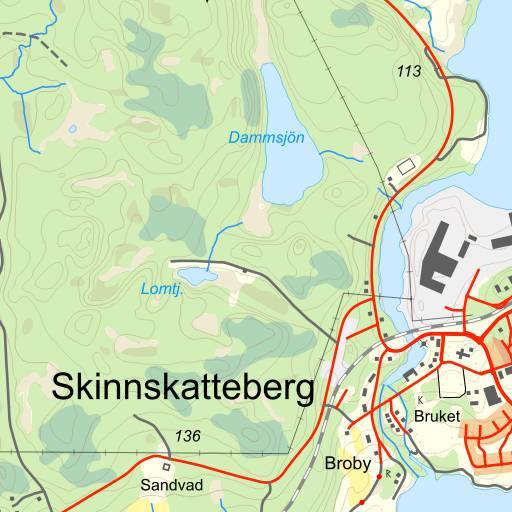 113
Dammsjön
Lomtj.
Skinnskatteberg
Bruket
136
Broby
Sandvad